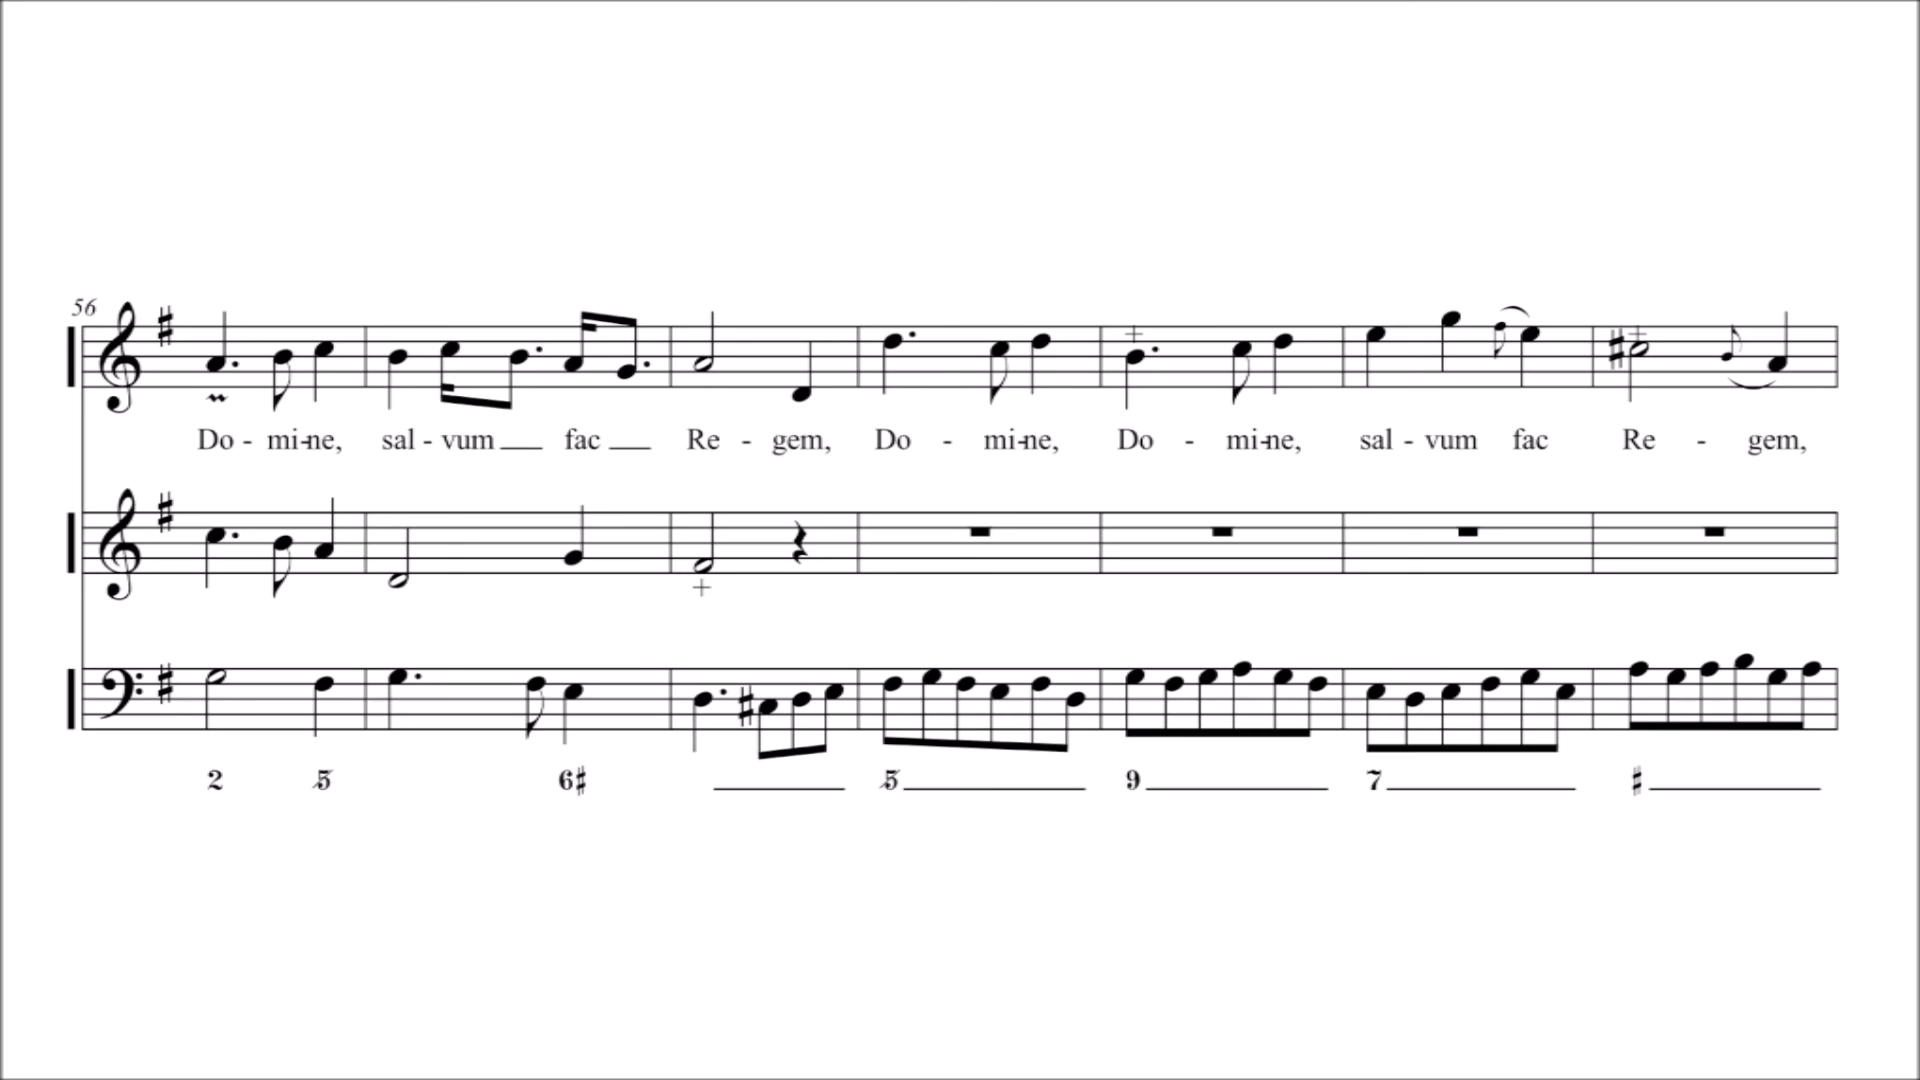 56
Do - mi-ne, sal - vum fac Re - gem, Do - mi-ne, Do - mi-ne, sal - vum fac Re - gem,
2 5 6♯ 5 9 7 ♯